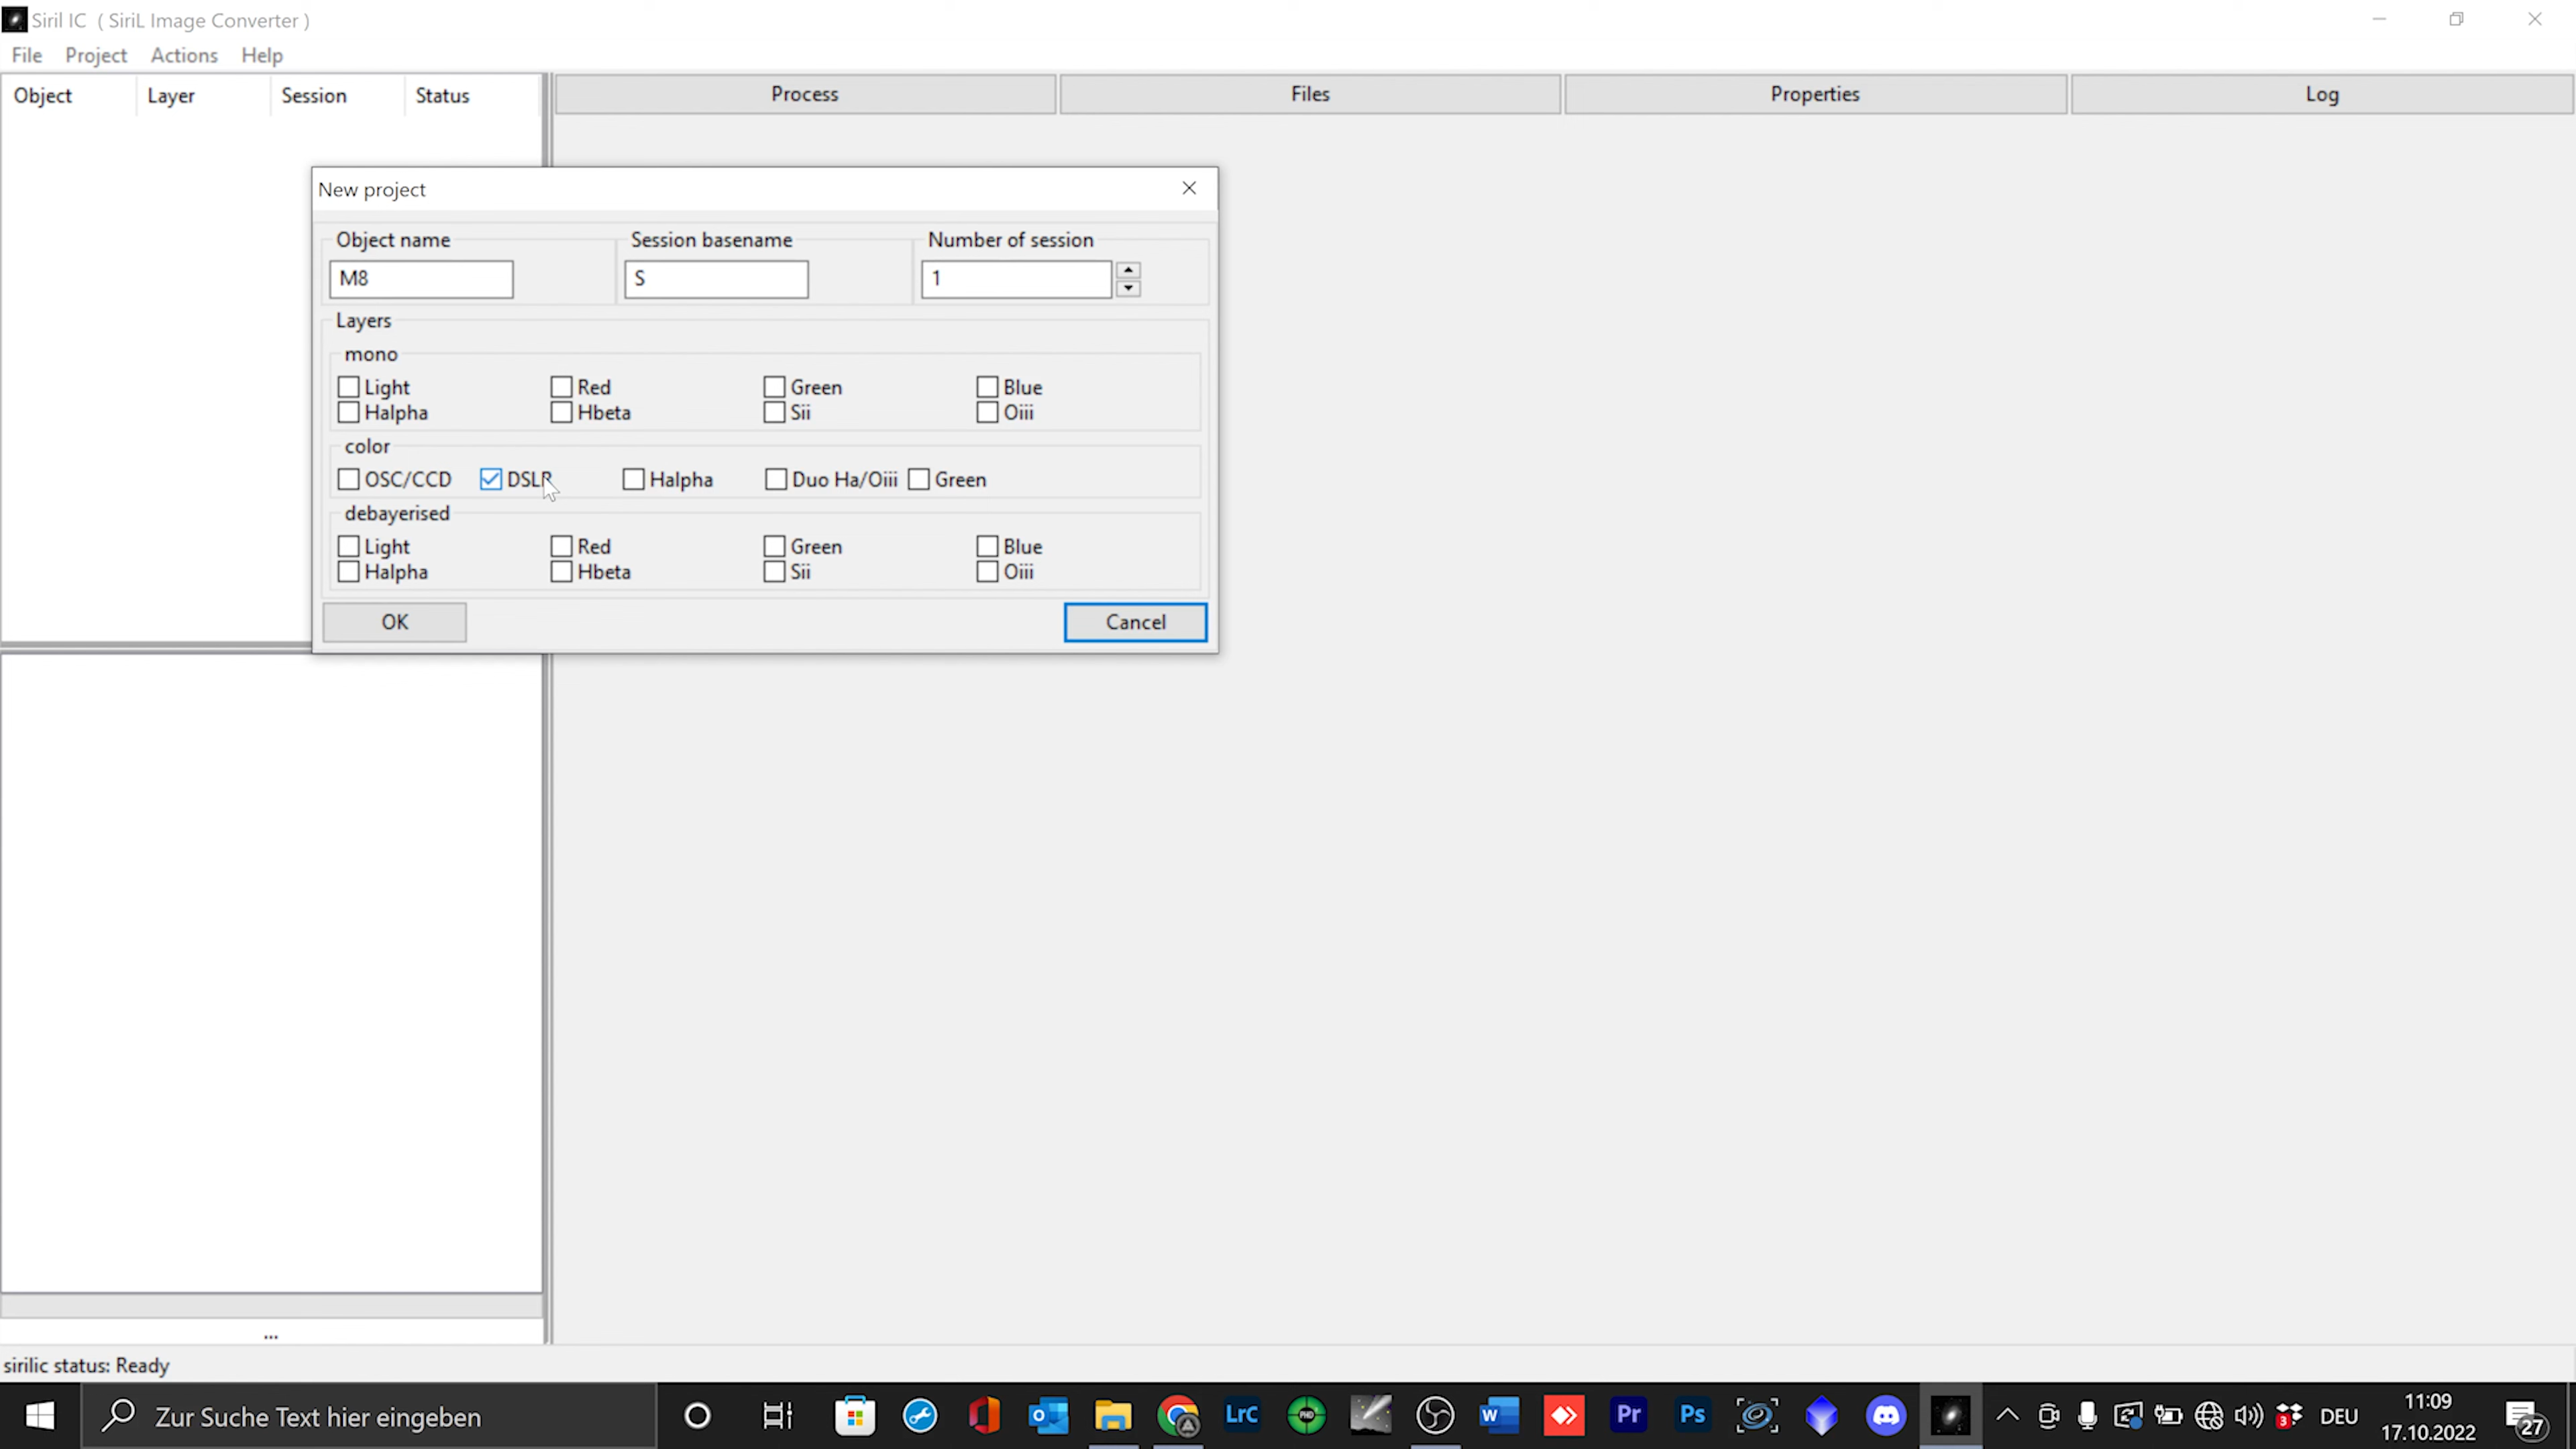 Siril IC ( SiriL Image Converter )
File Project Actions Help
Object Layer Session Status
Process Files Properties Log
New project
Object name Session basename Number of session
M8 S 1
Layers
mono
Light Red Green Blue
Halpha Hbeta Sii Oiii
color
OSC/CCD DSLR Halpha Duo Ha/Oiii Green
debayerised
Light Red Green Blue
Halpha Hbeta Sii Oiii
OK Cancel
...
sirilic status: Ready
Zur Suche Text hier eingeben
LrC PHD W Pr Ps 3 DEU 11:09
17.10.2022 27